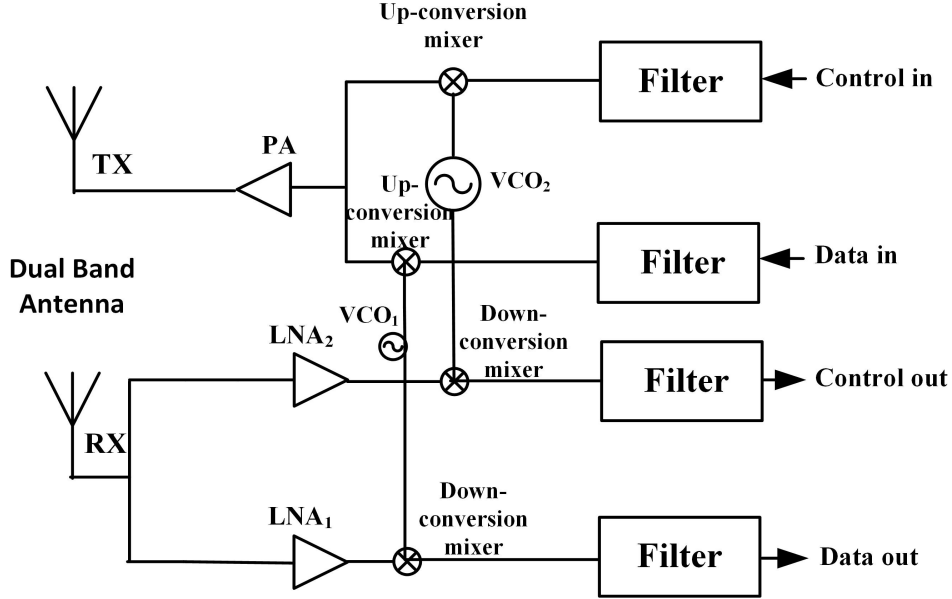 Up-conversion
mixer
Filter
Control in
PA
TX
Up-
conversion
mixer
VCO₂
Filter
Data in
Dual Band
Antenna
VCO₁
LNA₂
Down-
conversion
mixer
Filter
Control out
RX
LNA₁
Down-
conversion
mixer
Filter
Data out